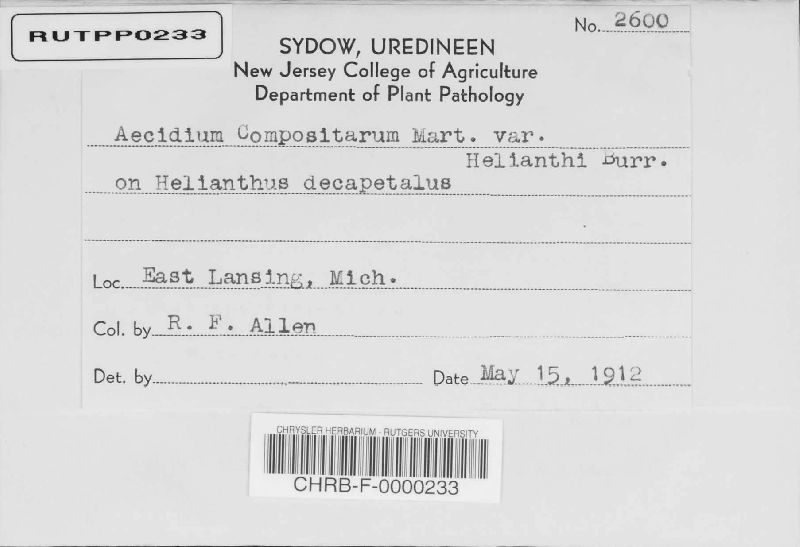 RUTPP0233
No. 2600
SYDOW, UREDINEEN
New Jersey College of Agriculture
Department of Plant Pathology
Aecidium Compositarum Mart. var.
Helianthi Burr.
on Helianthus decapetalus
Loc. East Lansing, Mich.
Col. by R. F. Allen
Det. by Date May 15, 1912
CHRYSLER HERBARIUM - RUTGERS UNIVERSITY
CHRB-F-0000233